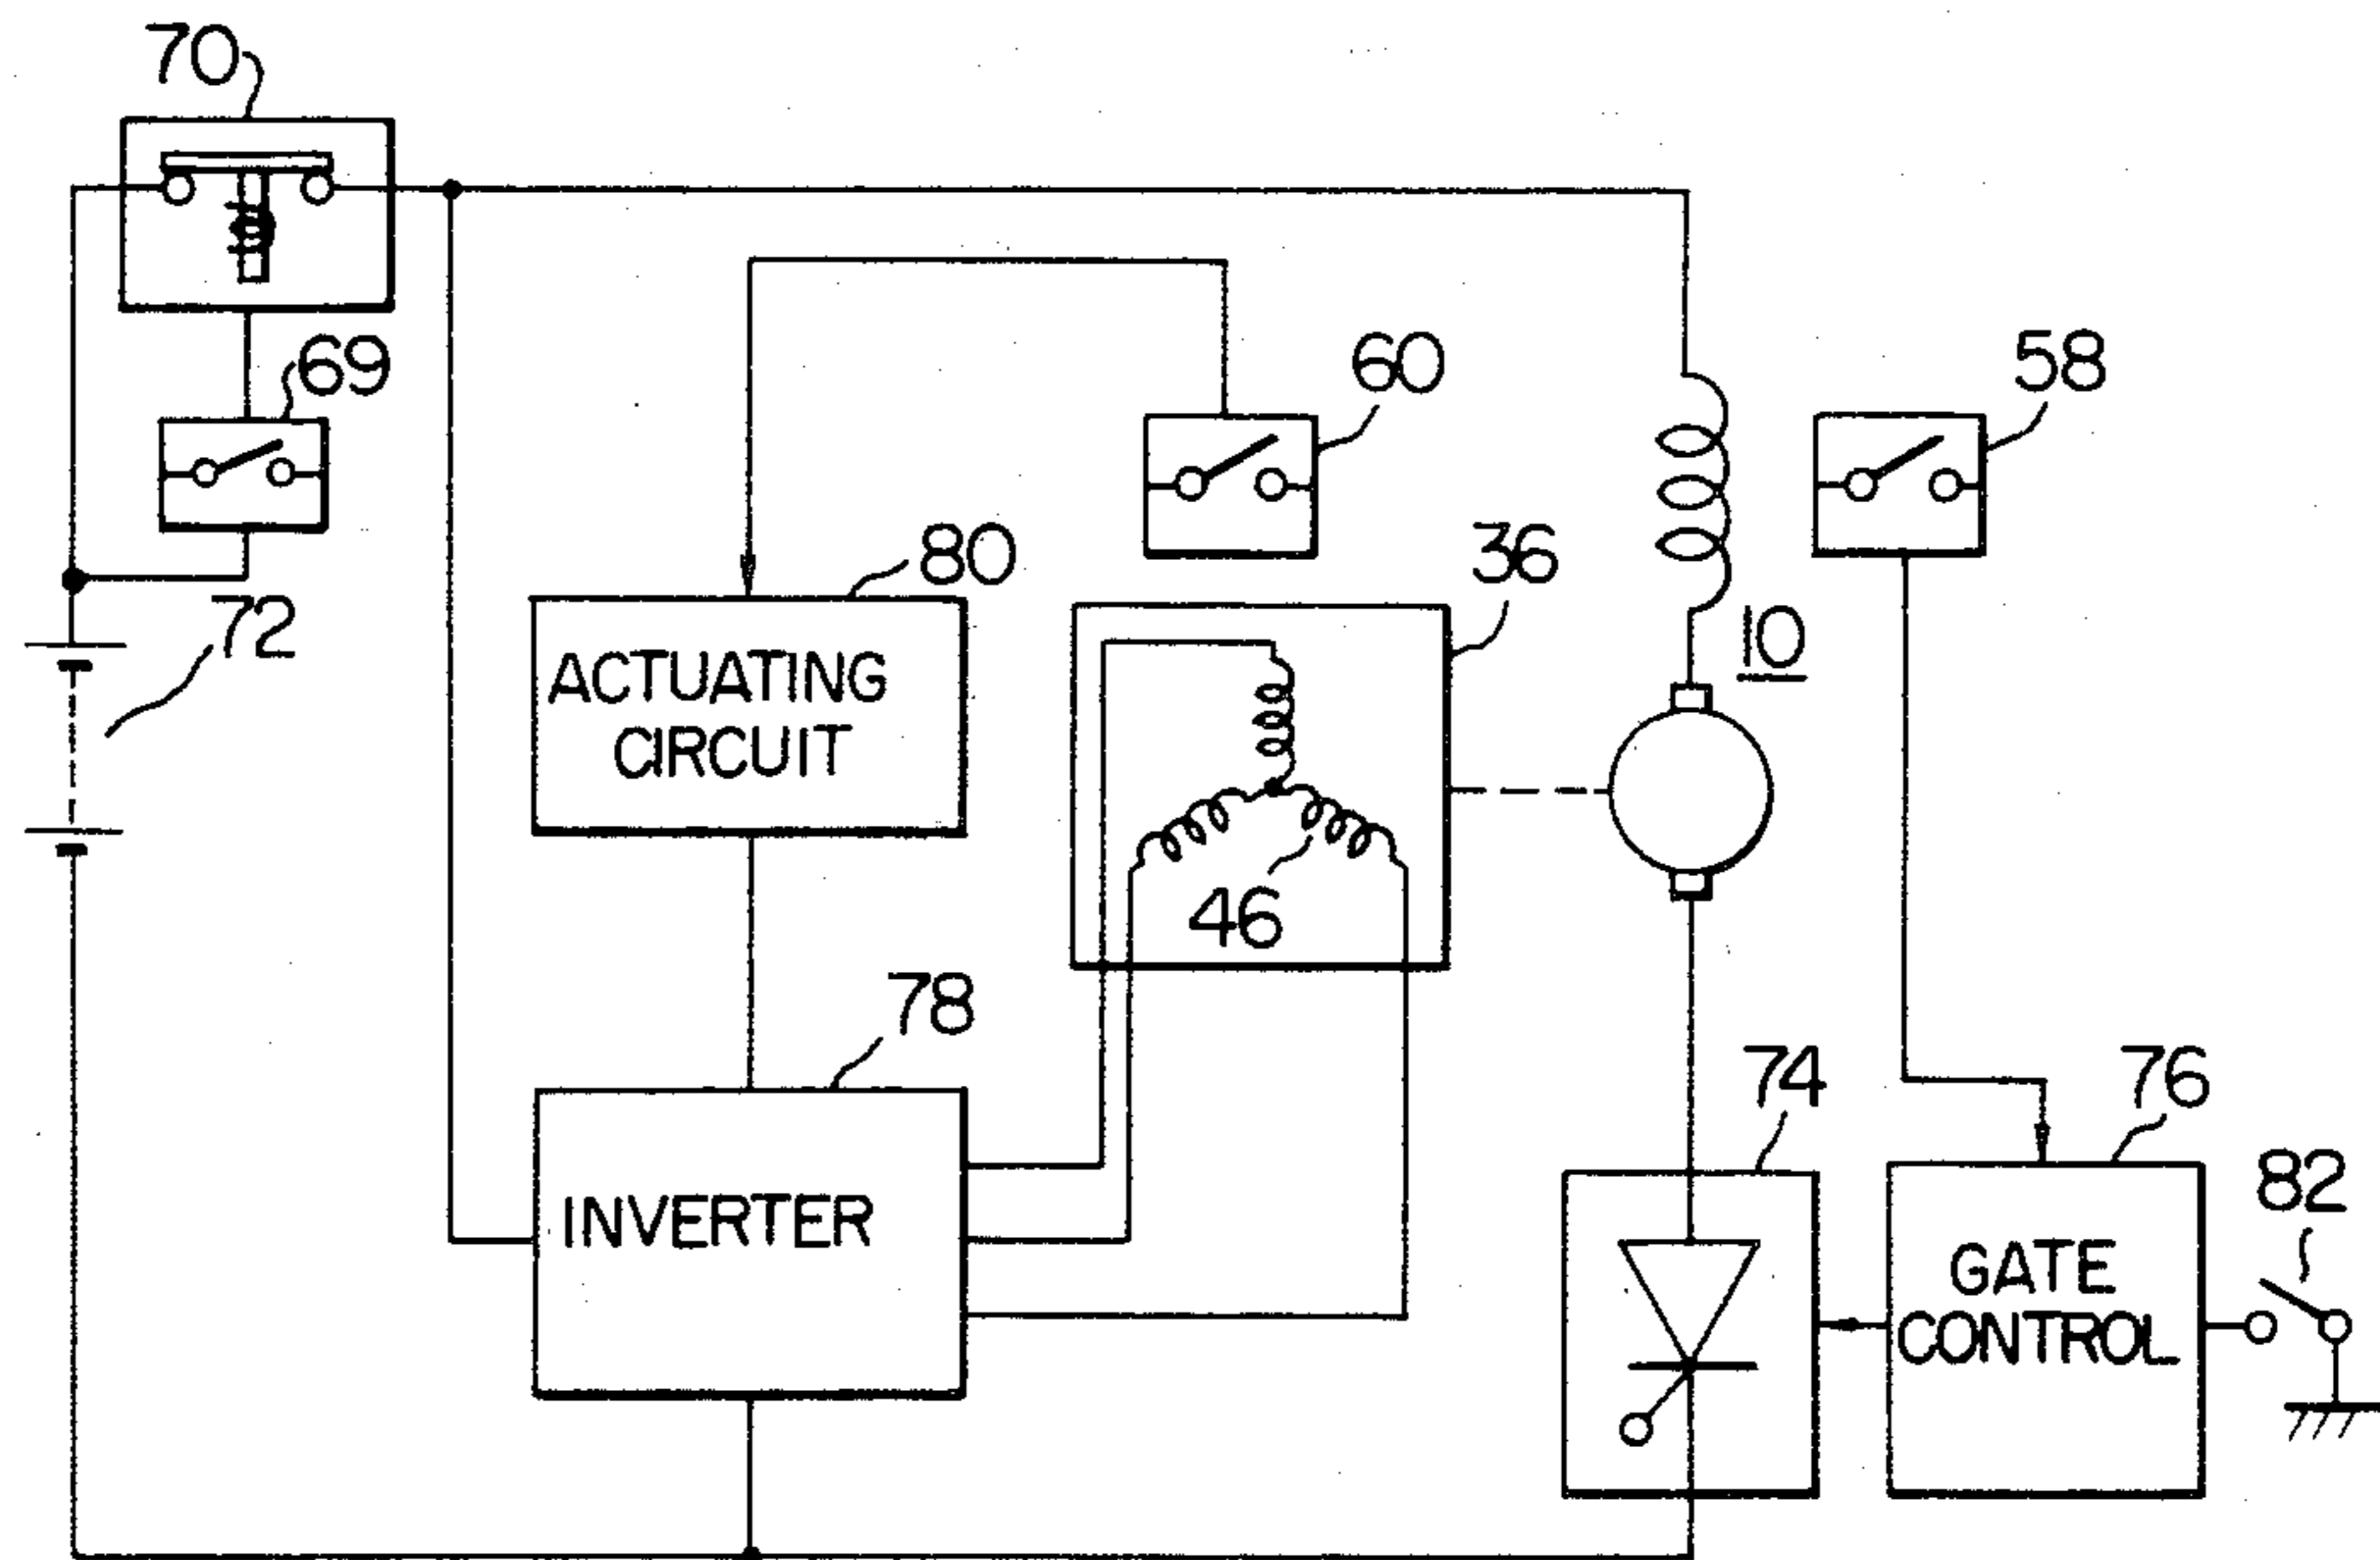 70
69
60
58
80
36
72
10
ACTUATING
CIRCUIT
46
78
74
76
82
INVERTER
GATE
CONTROL